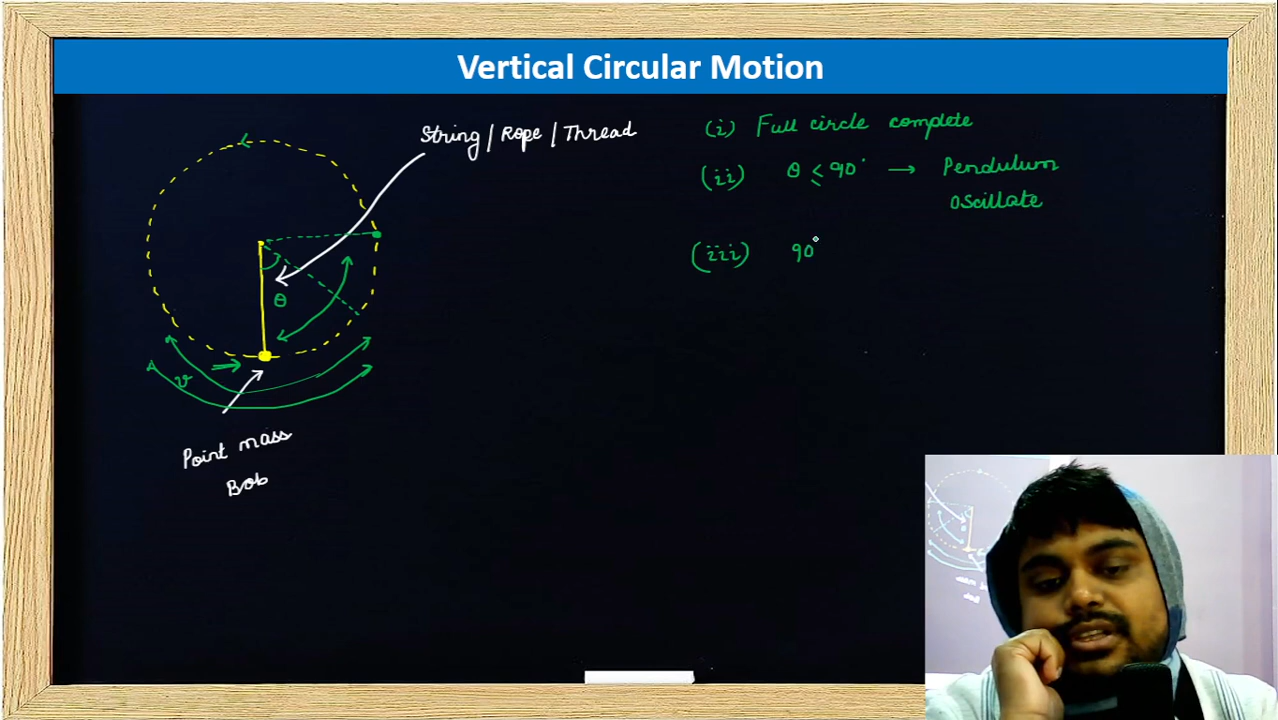 Vertical Circular Motion
String / Rope / Thread
(i) Full circle complete
(ii) θ ≤ 90° → Pendulum
Oscillate
(iii) 90°
θ
v
Point mass
Bob